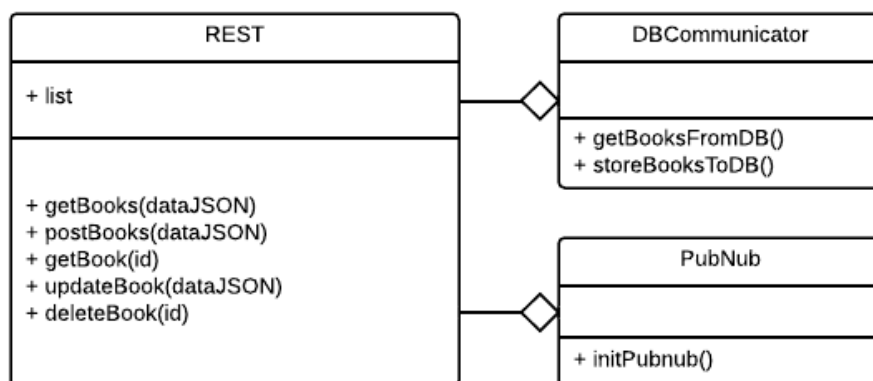 REST
+ list
+ getBooks(dataJSON)
+ postBooks(dataJSON)
+ getBook(id)
+ updateBook(dataJSON)
+ deleteBook(id)
DBCommunicator
+ getBooksFromDB()
+ storeBooksToDB()
PubNub
+ initPubnub()